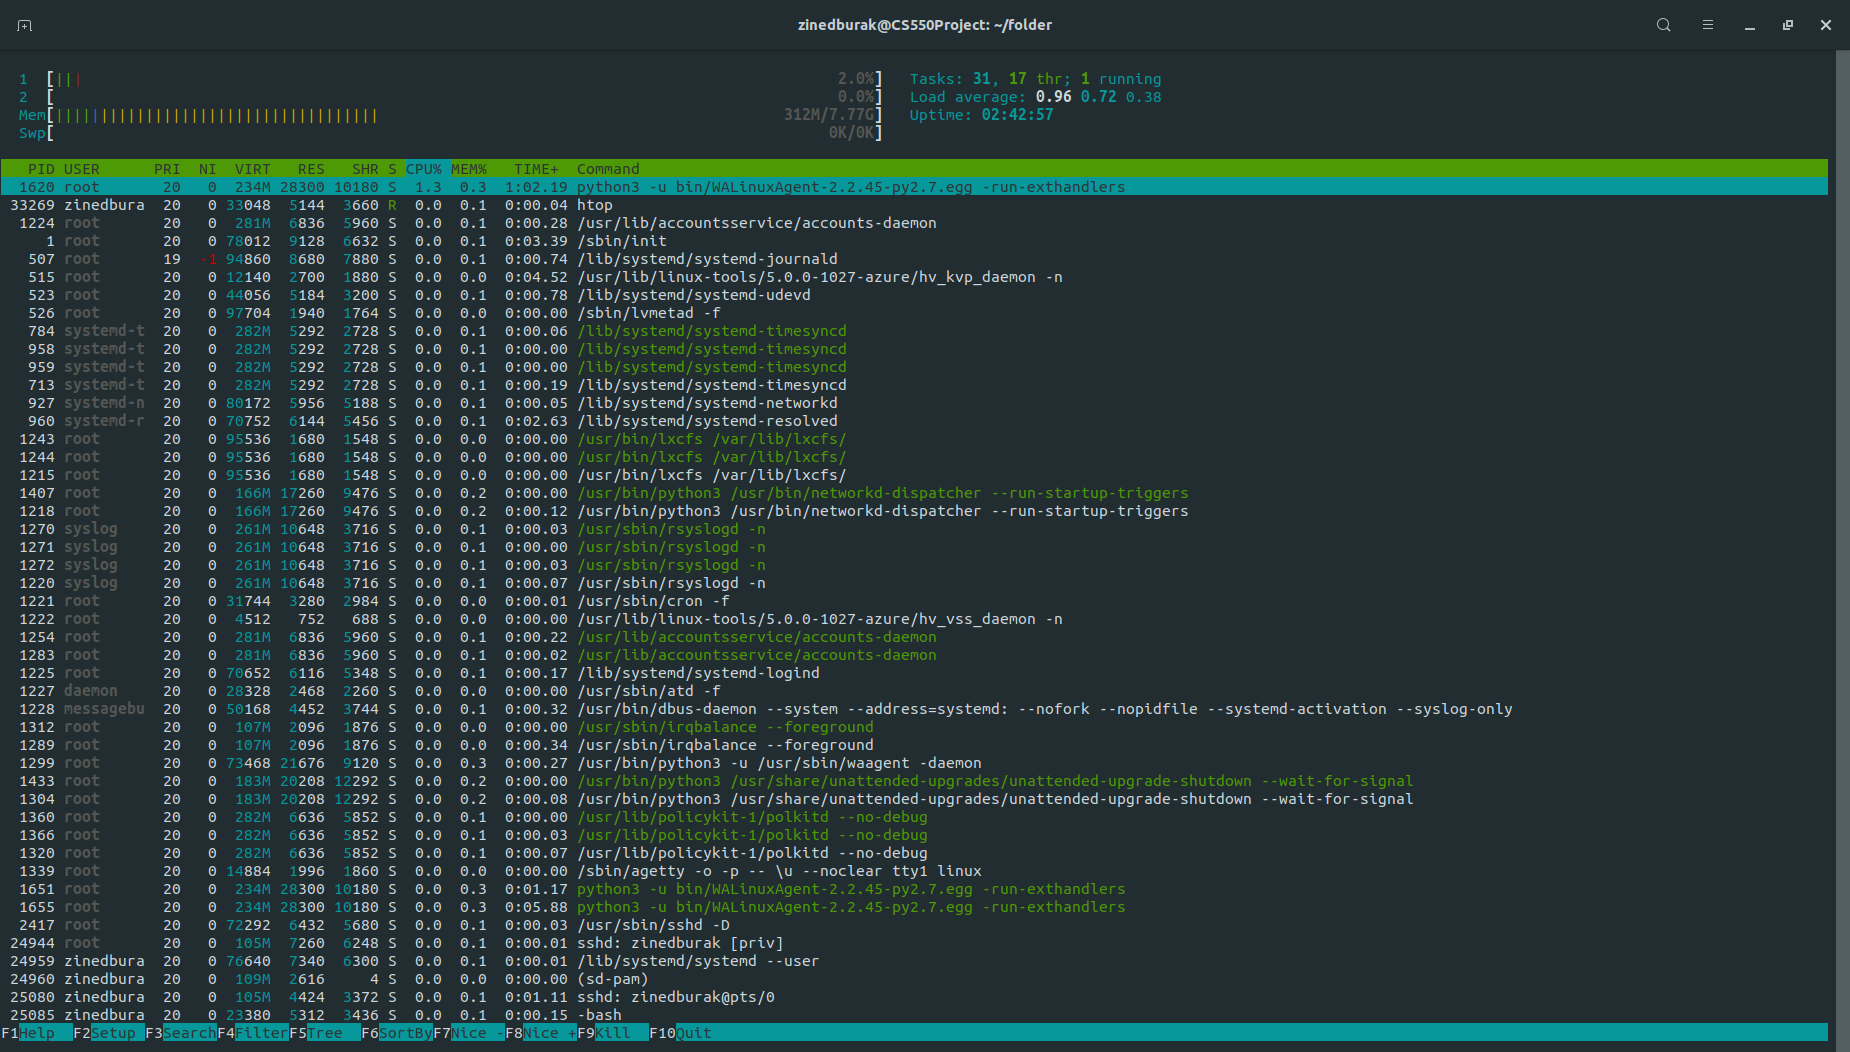 zinedburak@CS550Project: ~/folder
1 [||| 2.0%] Tasks: 31, 17 thr; 1 running
2 [ 0.0%] Load average: 0.96 0.72 0.38
Mem[|||||||||||||||||||||||||||||||||||| 312M/7.77G] Uptime: 02:42:57
Swp[ 0K/0K]
PID USER PRI NI VIRT RES SHR S CPU% MEM% TIME+ Command
1620 root 20 0 234M 28300 10180 S 1.3 0.3 1:02.19 python3 -u bin/WALinuxAgent-2.2.45-py2.7.egg -run-exthandlers
33269 zinedbura 20 0 33048 5144 3660 R 0.0 0.1 0:00.04 htop
1224 root 20 0 281M 6836 5960 S 0.0 0.1 0:00.28 /usr/lib/accountsservice/accounts-daemon
1 root 20 0 78012 9128 6632 S 0.0 0.1 0:03.39 /sbin/init
507 root 19 -1 94860 8680 7880 S 0.0 0.1 0:00.74 /lib/systemd/systemd-journald
515 root 20 0 12140 2700 1880 S 0.0 0.0 0:04.52 /usr/lib/linux-tools/5.0.0-1027-azure/hv_kvp_daemon -n
523 root 20 0 44056 5184 3200 S 0.0 0.1 0:00.78 /lib/systemd/systemd-udevd
526 root 20 0 97704 1940 1764 S 0.0 0.0 0:00.00 /sbin/lvmetad -f
784 systemd-t 20 0 282M 5292 2728 S 0.0 0.1 0:00.06 /lib/systemd/systemd-timesyncd
958 systemd-t 20 0 282M 5292 2728 S 0.0 0.1 0:00.00 /lib/systemd/systemd-timesyncd
959 systemd-t 20 0 282M 5292 2728 S 0.0 0.1 0:00.00 /lib/systemd/systemd-timesyncd
713 systemd-t 20 0 282M 5292 2728 S 0.0 0.1 0:00.19 /lib/systemd/systemd-timesyncd
927 systemd-n 20 0 80172 5956 5188 S 0.0 0.1 0:00.05 /lib/systemd/systemd-networkd
960 systemd-r 20 0 70752 6144 5456 S 0.0 0.1 0:02.63 /lib/systemd/systemd-resolved
1243 root 20 0 95536 1680 1548 S 0.0 0.0 0:00.00 /usr/bin/lxcfs /var/lib/lxcfs/
1244 root 20 0 95536 1680 1548 S 0.0 0.0 0:00.00 /usr/bin/lxcfs /var/lib/lxcfs/
1215 root 20 0 95536 1680 1548 S 0.0 0.0 0:00.00 /usr/bin/lxcfs /var/lib/lxcfs/
1407 root 20 0 166M 17260 9476 S 0.0 0.2 0:00.00 /usr/bin/python3 /usr/bin/networkd-dispatcher --run-startup-triggers
1218 root 20 0 166M 17260 9476 S 0.0 0.2 0:00.12 /usr/bin/python3 /usr/bin/networkd-dispatcher --run-startup-triggers
1270 syslog 20 0 261M 10648 3716 S 0.0 0.1 0:00.03 /usr/sbin/rsyslogd -n
1271 syslog 20 0 261M 10648 3716 S 0.0 0.1 0:00.00 /usr/sbin/rsyslogd -n
1272 syslog 20 0 261M 10648 3716 S 0.0 0.1 0:00.03 /usr/sbin/rsyslogd -n
1220 syslog 20 0 261M 10648 3716 S 0.0 0.1 0:00.07 /usr/sbin/rsyslogd -n
1221 root 20 0 31744 3280 2984 S 0.0 0.0 0:00.01 /usr/sbin/cron -f
1222 root 20 0 4512 752 688 S 0.0 0.0 0:00.00 /usr/lib/linux-tools/5.0.0-1027-azure/hv_vss_daemon -n
1254 root 20 0 281M 6836 5960 S 0.0 0.1 0:00.22 /usr/lib/accountsservice/accounts-daemon
1283 root 20 0 281M 6836 5960 S 0.0 0.1 0:00.02 /usr/lib/accountsservice/accounts-daemon
1225 root 20 0 70652 6116 5348 S 0.0 0.1 0:00.17 /lib/systemd/systemd-logind
1227 daemon 20 0 28328 2468 2260 S 0.0 0.0 0:00.00 /usr/sbin/atd -f
1228 messagebu 20 0 50168 4452 3744 S 0.0 0.1 0:00.32 /usr/bin/dbus-daemon --system --address=systemd: --nofork --nopidfile --systemd-activation --syslog-only
1312 root 20 0 107M 2096 1876 S 0.0 0.0 0:00.00 /usr/sbin/irqbalance --foreground
1289 root 20 0 107M 2096 1876 S 0.0 0.0 0:00.34 /usr/sbin/irqbalance --foreground
1299 root 20 0 73468 21676 9120 S 0.0 0.3 0:00.27 /usr/bin/python3 -u /usr/sbin/waagent -daemon
1433 root 20 0 183M 20208 12292 S 0.0 0.2 0:00.00 /usr/bin/python3 /usr/share/unattended-upgrades/unattended-upgrade-shutdown --wait-for-signal
1304 root 20 0 183M 20208 12292 S 0.0 0.2 0:00.08 /usr/bin/python3 /usr/share/unattended-upgrades/unattended-upgrade-shutdown --wait-for-signal
1360 root 20 0 282M 6636 5852 S 0.0 0.1 0:00.00 /usr/lib/policykit-1/polkitd --no-debug
1366 root 20 0 282M 6636 5852 S 0.0 0.1 0:00.03 /usr/lib/policykit-1/polkitd --no-debug
1320 root 20 0 282M 6636 5852 S 0.0 0.1 0:00.07 /usr/lib/policykit-1/polkitd --no-debug
1339 root 20 0 14884 1996 1860 S 0.0 0.0 0:00.00 /sbin/agetty -o -p -- \u --noclear tty1 linux
1651 root 20 0 234M 28300 10180 S 0.0 0.3 0:01.17 python3 -u bin/WALinuxAgent-2.2.45-py2.7.egg -run-exthandlers
1655 root 20 0 234M 28300 10180 S 0.0 0.3 0:05.88 python3 -u bin/WALinuxAgent-2.2.45-py2.7.egg -run-exthandlers
2417 root 20 0 72292 6432 5680 S 0.0 0.1 0:00.03 /usr/sbin/sshd -D
24944 root 20 0 105M 7260 6248 S 0.0 0.1 0:00.01 sshd: zinedburak [priv]
24959 zinedbura 20 0 76640 7340 6300 S 0.0 0.1 0:00.01 /lib/systemd/systemd --user
24960 zinedbura 20 0 109M 2616 4 S 0.0 0.0 0:00.00 (sd-pam)
25080 zinedbura 20 0 105M 4424 3372 S 0.0 0.1 0:01.11 sshd: zinedburak@pts/0
25085 zinedbura 20 0 23380 5312 3436 S 0.0 0.1 0:00.15 -bash
F1Help F2Setup F3SearchF4FilterF5Tree F6SortByF7Nice -F8Nice +F9Kill F10Quit